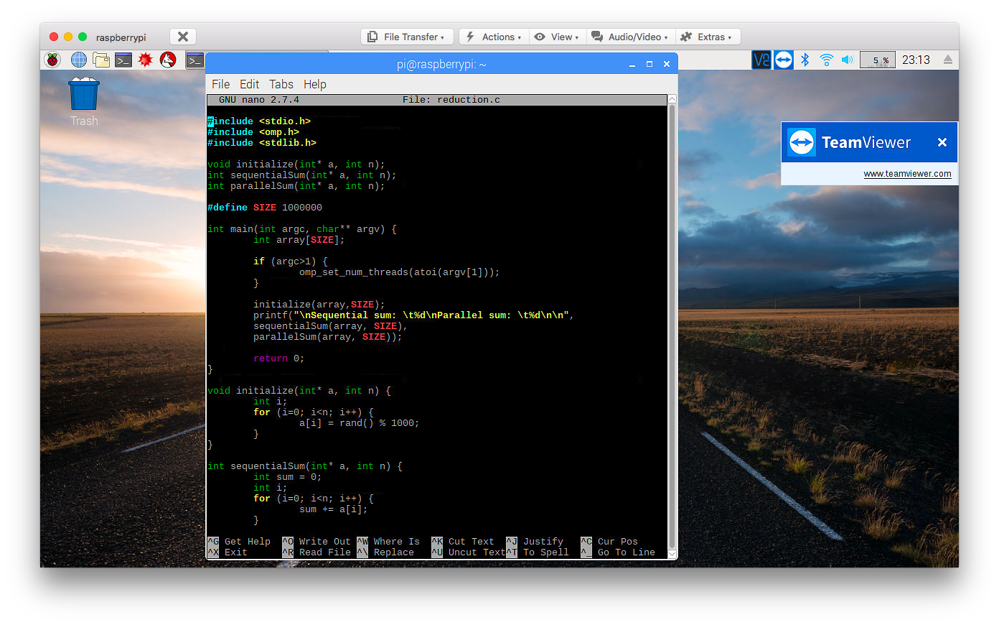 raspberrypi
File Transfer
Actions
View
Audio/Video
Extras
5 %
23:13
pi@raspberrypi: ~
File Edit Tabs Help
GNU nano 2.7.4 File: reduction.c
#include <stdio.h>
#include <omp.h>
#include <stdlib.h>
void initialize(int* a, int n);
int sequentialSum(int* a, int n);
int parallelSum(int* a, int n);
#define SIZE 1000000
int main(int argc, char** argv) {
int array[SIZE];
if (argc>1) {
omp_set_num_threads(atoi(argv[1]));
}
initialize(array,SIZE);
printf("\nSequential sum: \t%d\nParallel sum: \t%d\n\n",
sequentialSum(array, SIZE),
parallelSum(array, SIZE));
return 0;
}
void initialize(int* a, int n) {
int i;
for (i=0; i<n; i++) {
a[i] = rand() % 1000;
}
}
int sequentialSum(int* a, int n) {
int sum = 0;
int i;
for (i=0; i<n; i++) {
sum += a[i];
}
^G Get Help ^O Write Out ^W Where Is ^K Cut Text ^J Justify ^C Cur Pos
^X Exit ^R Read File ^\ Replace ^U Uncut Text ^T To Spell ^_ Go To Line
Trash
TeamViewer
www.teamviewer.com